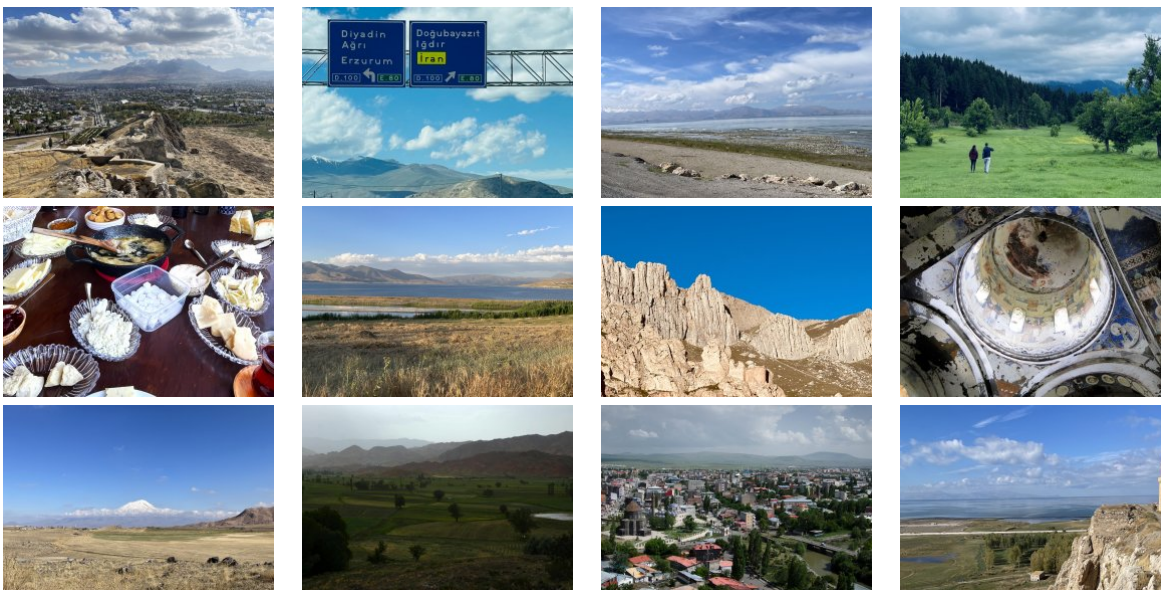 Diyadin
Ağrı
Erzurum
D.100
E 80
Doğubayazıt
Iğdır
İran
D.100
E 80